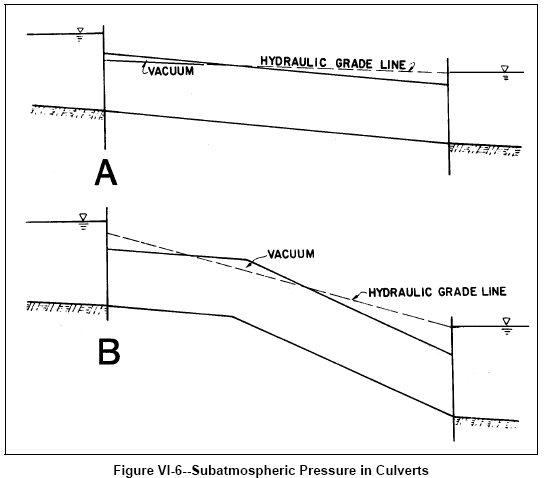 HYDRAULIC GRADE LINE
VACUUM
A
VACUUM
HYDRAULIC GRADE LINE
B
Figure VI-6--Subatmospheric Pressure in Culverts